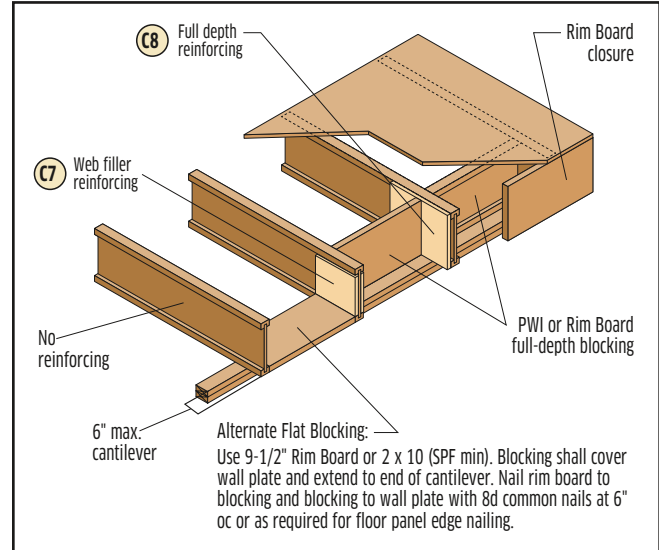 C8 Full depth
reinforcing
Rim Board
closure
C7 Web filler
reinforcing
No
reinforcing
PWI or Rim Board
full-depth blocking
6" max.
cantilever
Alternate Flat Blocking:
Use 9-1/2" Rim Board or 2 x 10 (SPF min). Blocking shall cover
wall plate and extend to end of cantilever. Nail rim board to
blocking and blocking to wall plate with 8d common nails at 6"
oc or as required for floor panel edge nailing.